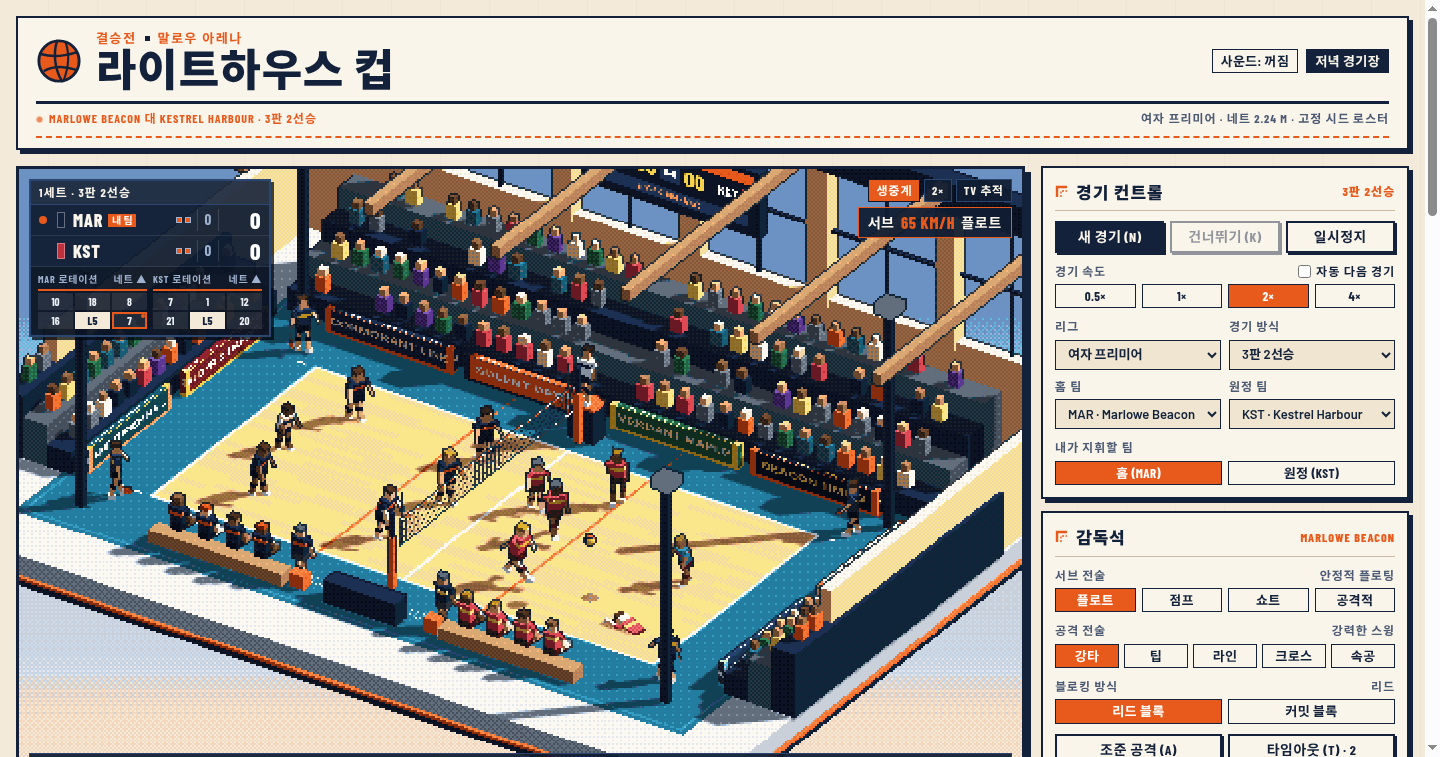 결승전 ▪ 말로우 아레나
라이트하우스 컵
사운드: 꺼짐
저녁 경기장
MARLOWE BEACON 대 KESTREL HARBOUR · 3판 2선승
여자 프리미어 · 네트 2.24 M · 고정 시드 로스터
1세트 · 3판 2선승
MAR 내 팀 0 0
KST 0 0
MAR 로테이션 네트 ▲ KST 로테이션 네트 ▲
10 18 8 7 1 12
16 L5 7 21 L5 20
생중계 2× TV 추적
서브 65 KM/H 플로트
KET
SOLENT
VERDANT MAPLE
DRACON
경기 컨트롤
3판 2선승
새 경기 (N)
건너뛰기 (K)
일시정지
경기 속도
자동 다음 경기
0.5× 1× 2× 4×
리그
경기 방식
여자 프리미어
3판 2선승
홈 팀
원정 팀
MAR · Marlowe Beacon
KST · Kestrel Harbour
내가 지휘할 팀
홈 (MAR)
원정 (KST)
감독석
MARLOWE BEACON
서브 전술
안정적 플로팅
플로트 점프 쇼트 공격적
공격 전술
강력한 스윙
강타 팁 라인 크로스 속공
블로킹 방식
리드
리드 블록
커밋 블록
조준 공격 (A)
타임아웃 (T) · 2